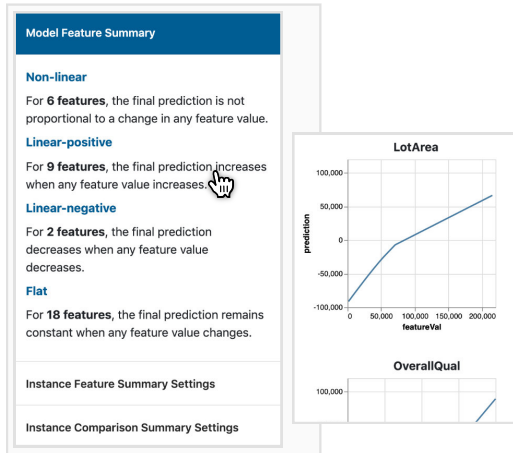 Model Feature Summary
Non-linear
For 6 features, the final prediction is not
proportional to a change in any feature value.
Linear-positive
For 9 features, the final prediction increases
when any feature value increases.
Linear-negative
For 2 features, the final prediction
decreases when any feature value
decreases.
Flat
For 18 features, the final prediction remains
constant when any feature value changes.
Instance Feature Summary Settings
Instance Comparison Summary Settings
LotArea
100,000
50,000
0
-50,000
-100,000
prediction
0 50,000 100,000 150,000 200,000
featureVal
OverallQual
100,000